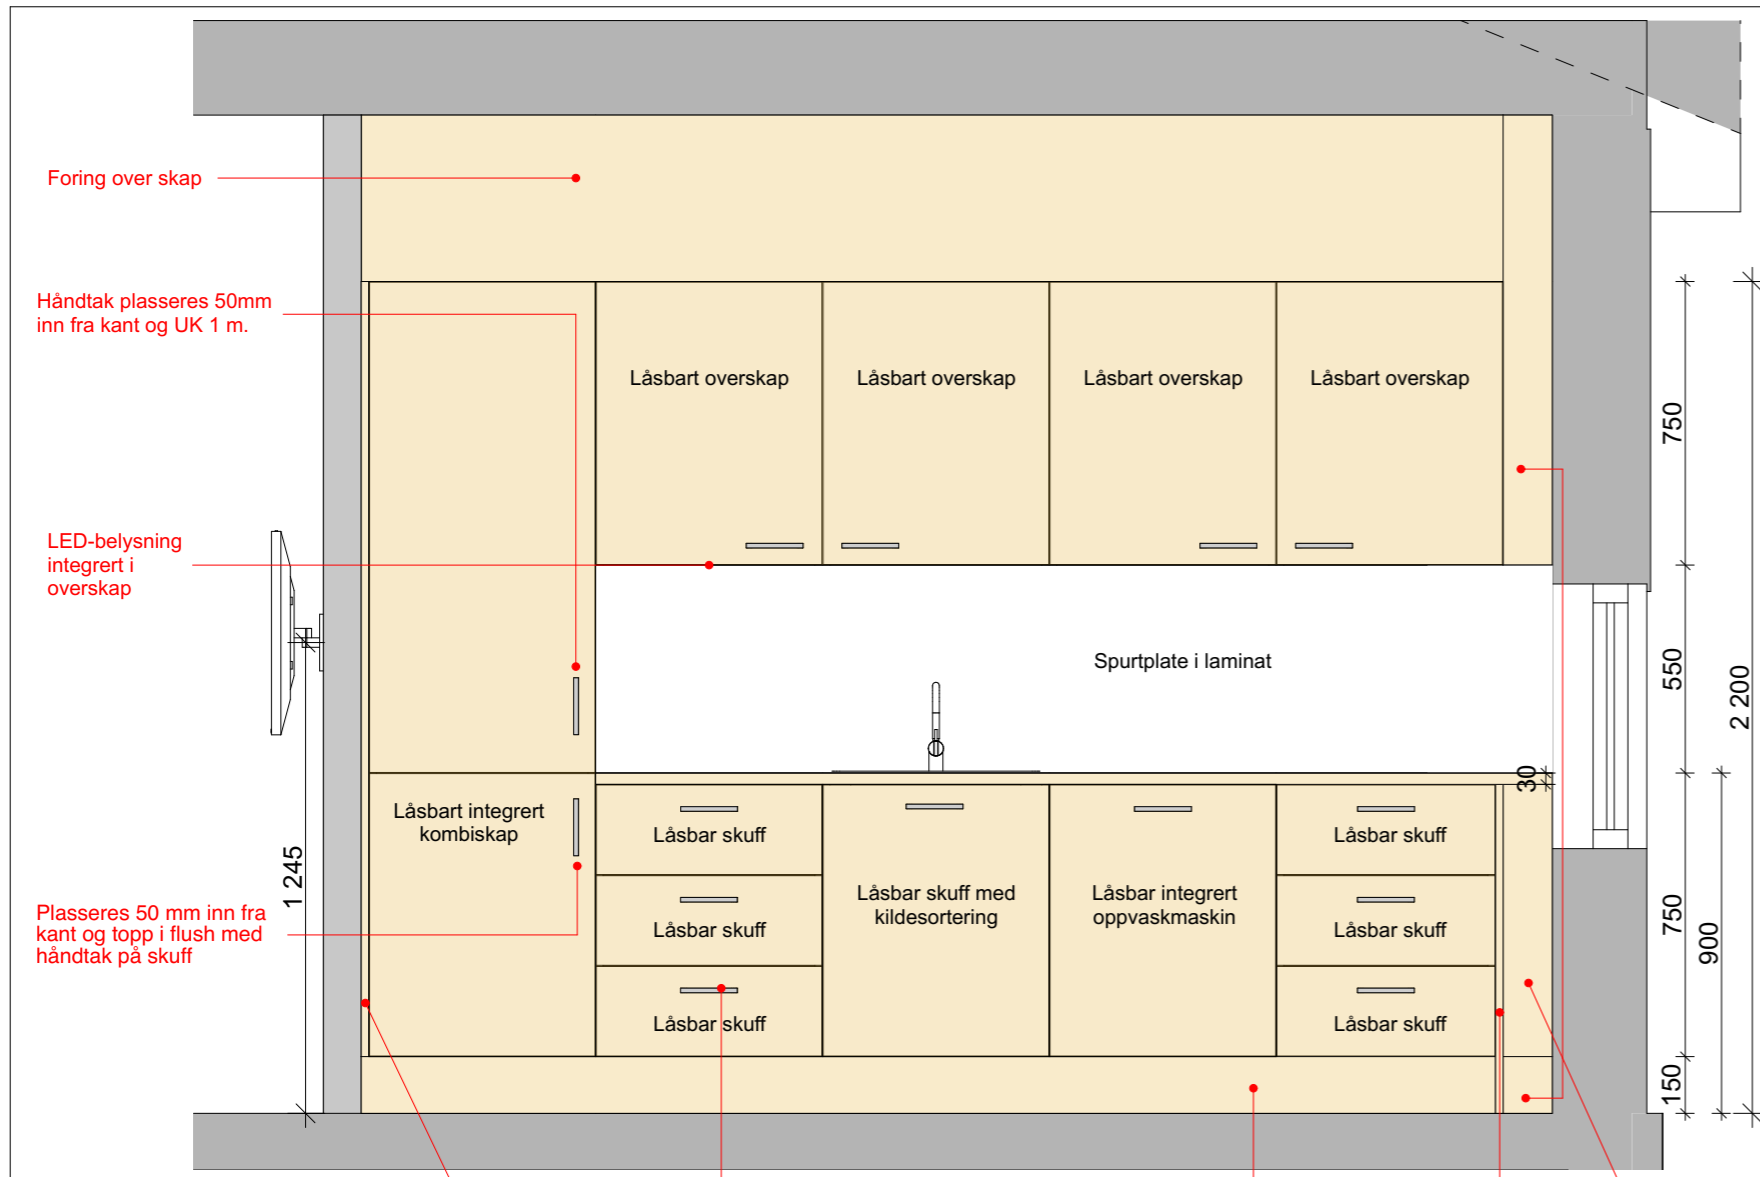 Foring over skap
Håndtak plasseres 50mm
inn fra kant og UK 1 m.
Låsbart overskap
Låsbart overskap
Låsbart overskap
Låsbart overskap
750
LED-belysning
integrert i
overskap
Spurtplate i laminat
550
2 200
30
Låsbart integrert
kombiskap
Låsbar skuff
Låsbar skuff
1 245
Låsbar skuff med
kildesortering
Låsbar integrert
oppvaskmaskin
Plasseres 50 mm inn fra
kant og topp i flush med
håndtak på skuff
Låsbar skuff
Låsbar skuff
750
900
Låsbar skuff
Låsbar skuff
150